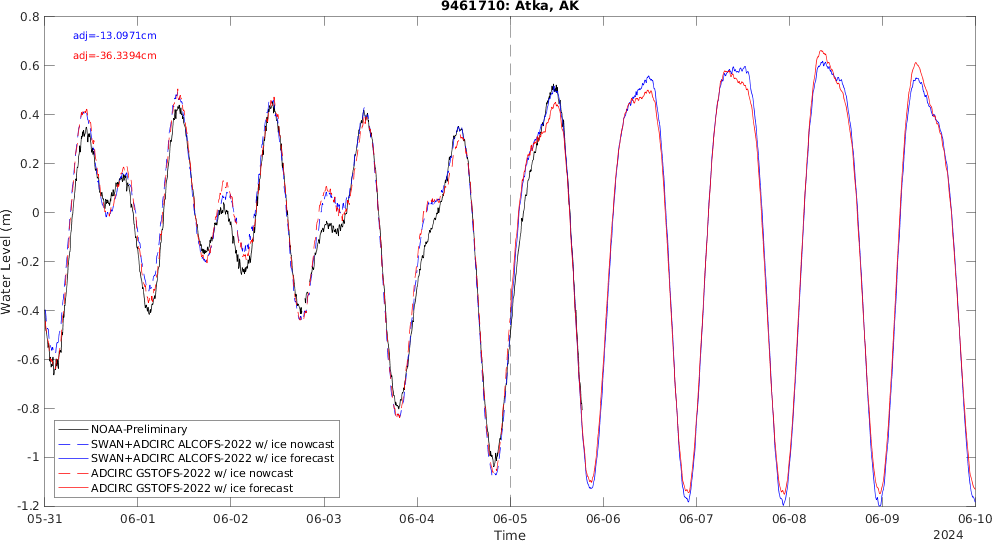 9461710: Atka, AK
adj=-13.0971cm
adj=-36.3394cm
0.8
0.6
0.4
0.2
0
-0.2
-0.4
-0.6
-0.8
-1
-1.2
Water Level (m)
NOAA-Preliminary
SWAN+ADCIRC ALCOFS-2022 w/ ice nowcast
SWAN+ADCIRC ALCOFS-2022 w/ ice forecast
ADCIRC GSTOFS-2022 w/ ice nowcast
ADCIRC GSTOFS-2022 w/ ice forecast
05-31 06-01 06-02 06-03 06-04 06-05 06-06 06-07 06-08 06-09 06-10
Time
2024